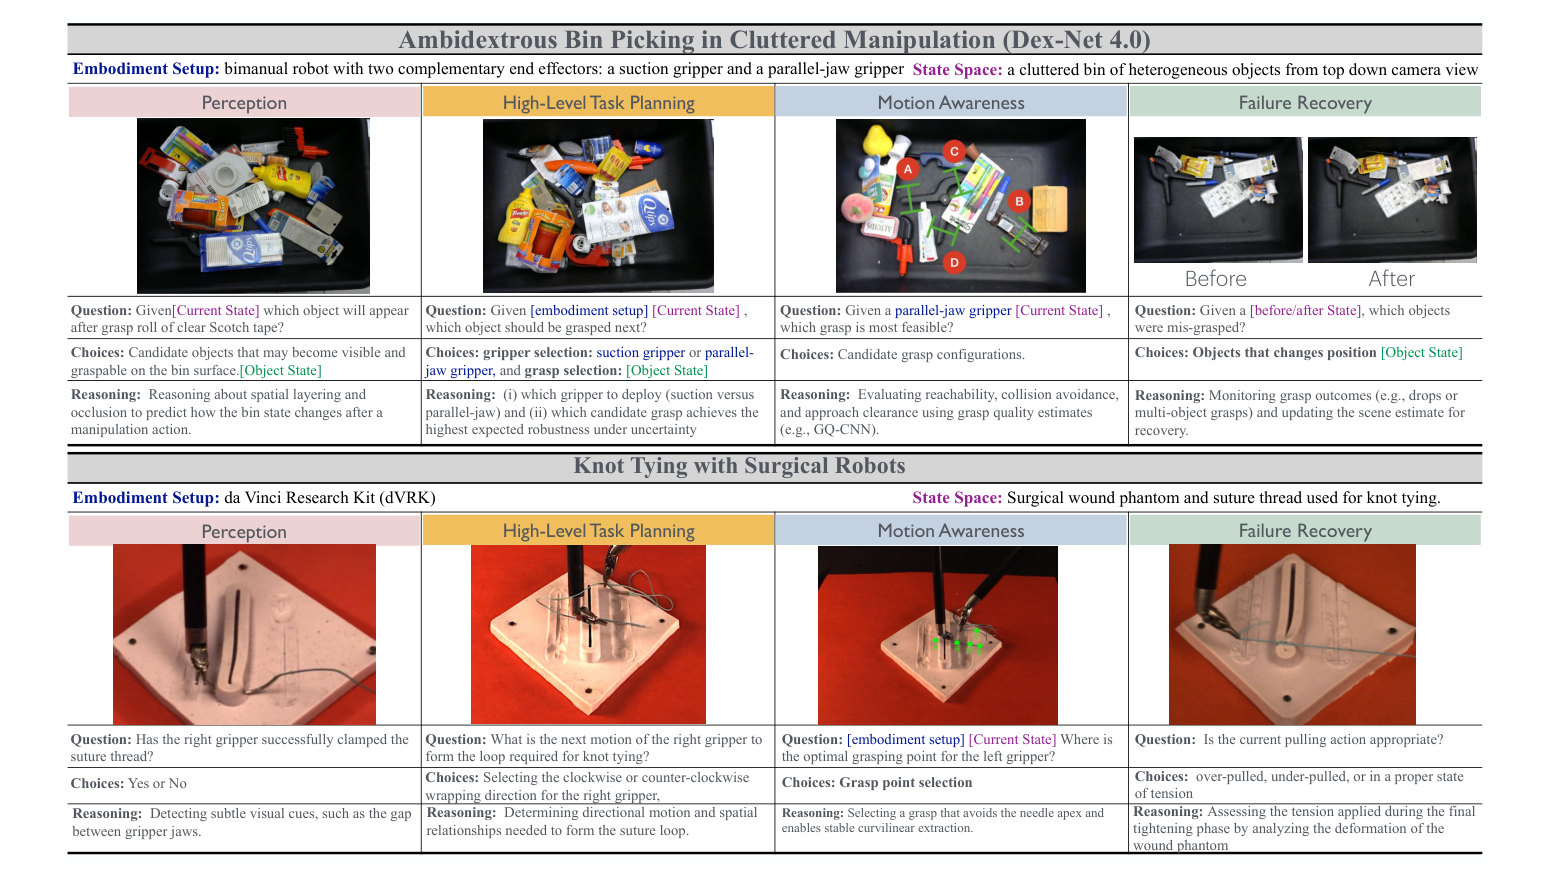 Ambidextrous Bin Picking in Cluttered Manipulation (Dex-Net 4.0)
Embodiment Setup: bimanual robot with two complementary end effectors: a suction gripper and a parallel-jaw gripper State Space: a cluttered bin of heterogeneous objects from top down camera view
Perception
High-Level Task Planning
Motion Awareness
Failure Recovery
A
C
B
D
Before
After
Question: Given[Current State] which object will appear
after grasp roll of clear Scotch tape?
Question: Given [embodiment setup] [Current State] ,
which object should be grasped next?
Question: Given a parallel-jaw gripper [Current State] ,
which grasp is most feasible?
Question: Given a [before/after State], which objects
were mis-grasped?
Choices: Candidate objects that may become visible and
graspable on the bin surface.[Object State]
Choices: gripper selection: suction gripper or parallel-
jaw gripper, and grasp selection: [Object State]
Choices: Candidate grasp configurations.
Choices: Objects that changes position [Object State]
Reasoning: Reasoning about spatial layering and
occlusion to predict how the bin state changes after a
manipulation action.
Reasoning: (i) which gripper to deploy (suction versus
parallel-jaw) and (ii) which candidate grasp achieves the
highest expected robustness under uncertainty
Reasoning: Evaluating reachability, collision avoidance,
and approach clearance using grasp quality estimates
(e.g., GQ-CNN).
Reasoning: Monitoring grasp outcomes (e.g., drops or
multi-object grasps) and updating the scene estimate for
recovery.
Knot Tying with Surgical Robots
Embodiment Setup: da Vinci Research Kit (dVRK)
State Space: Surgical wound phantom and suture thread used for knot tying.
Perception
High-Level Task Planning
Motion Awareness
Failure Recovery
Question: Has the right gripper successfully clamped the
suture thread?
Question: What is the next motion of the right gripper to
form the loop required for knot tying?
Question: [embodiment setup] [Current State] Where is
the optimal grasping point for the left gripper?
Question: Is the current pulling action appropriate?
Choices: Yes or No
Choices: Selecting the clockwise or counter-clockwise
wrapping direction for the right gripper,
Choices: Grasp point selection
Choices: over-pulled, under-pulled, or in a proper state
of tension
Reasoning: Detecting subtle visual cues, such as the gap
between gripper jaws.
Reasoning: Determining directional motion and spatial
relationships needed to form the suture loop.
Reasoning: Selecting a grasp that avoids the needle apex and
enables stable curvilinear extraction.
Reasoning: Assessing the tension applied during the final
tightening phase by analyzing the deformation of the
wound phantom